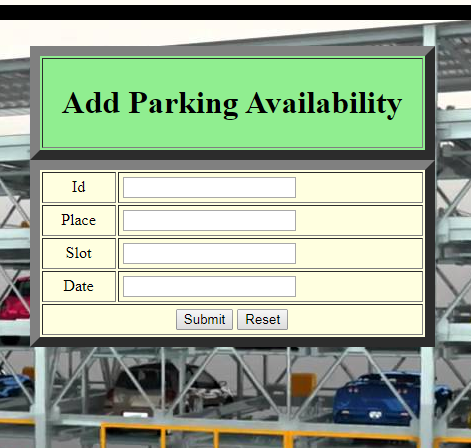 Add Parking Availability
Id
Place
Slot
Date
Submit Reset